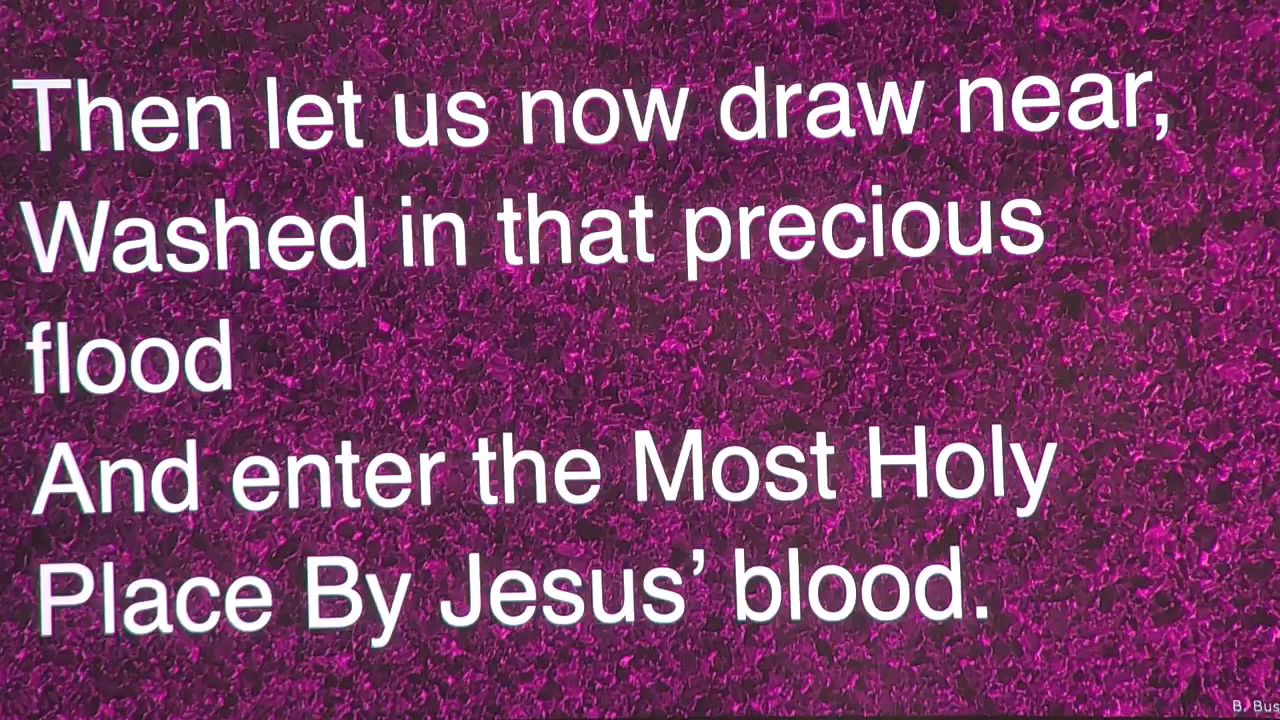 Then let us now draw near,
Washed in that precious
flood
And enter the Most Holy
Place By Jesus’ blood.
B. Bus